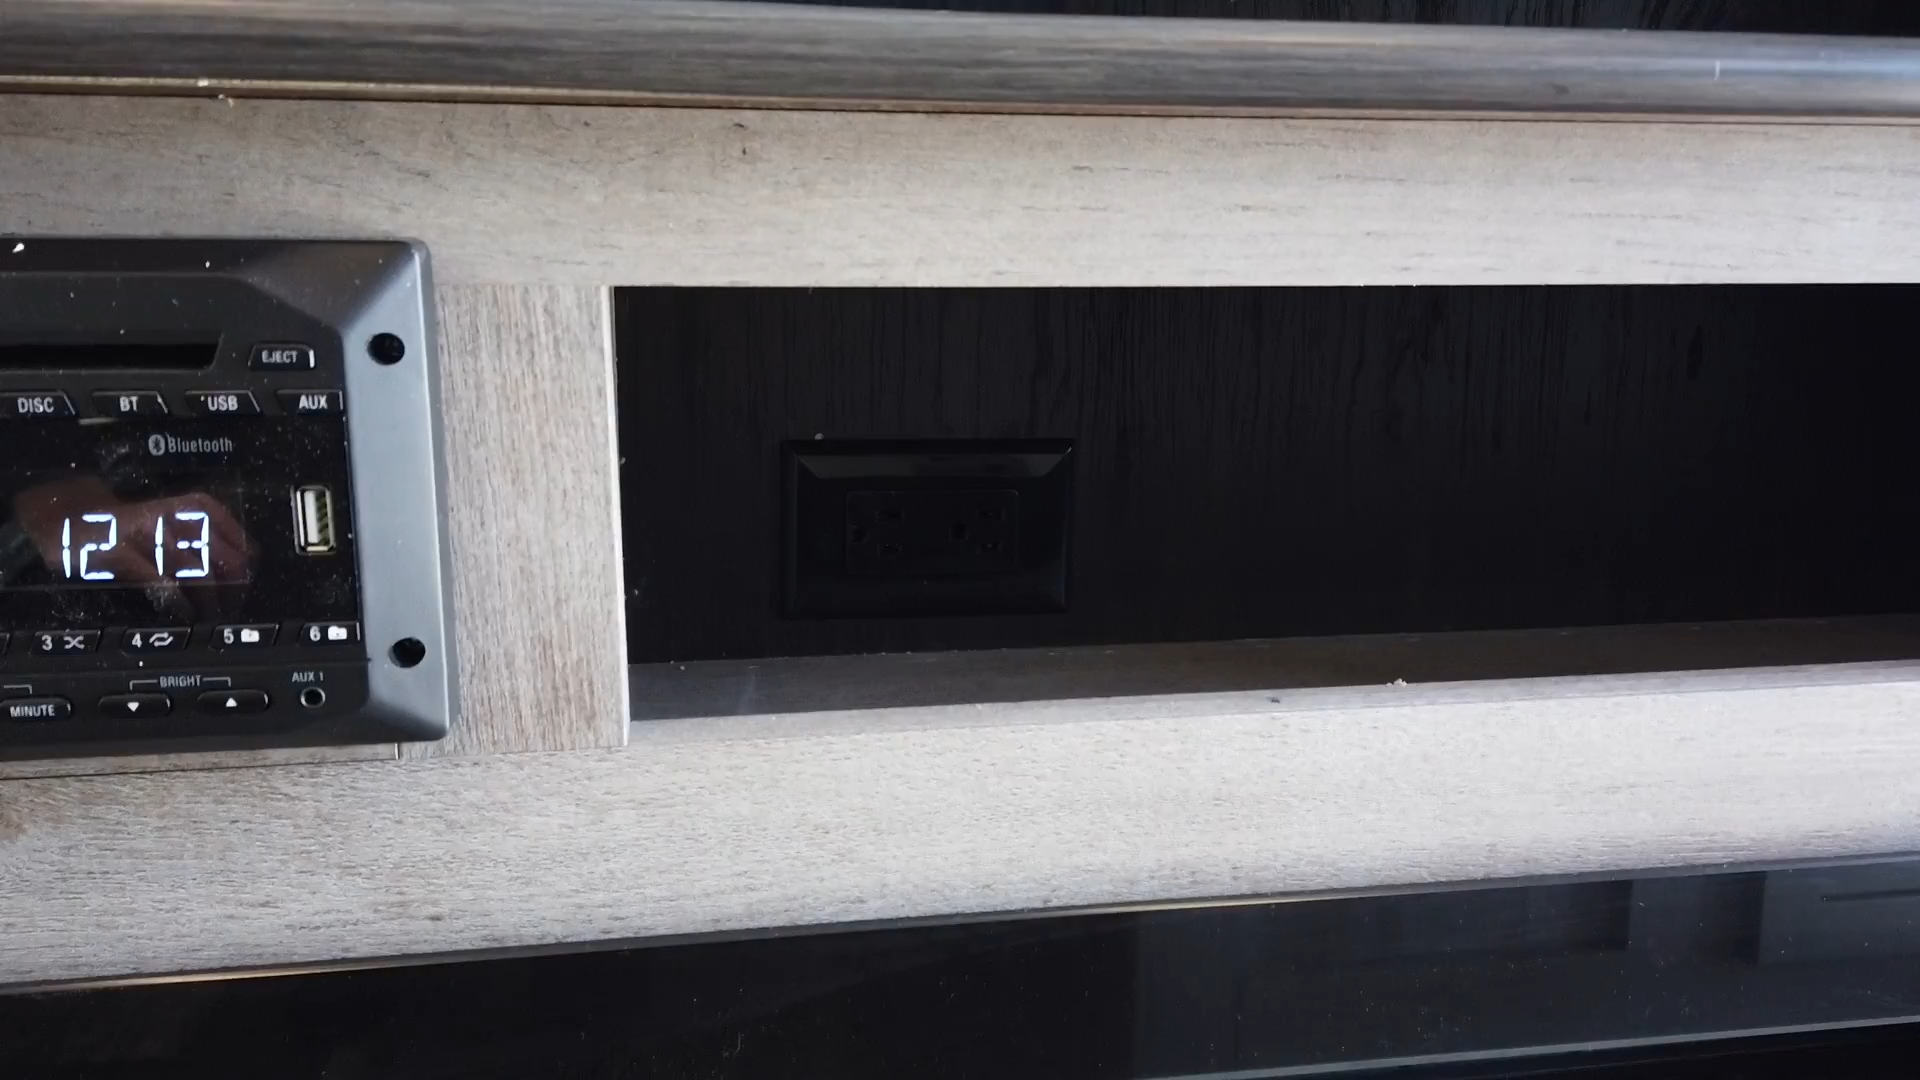 EJECT
DISC BT USB AUX
Bluetooth
12 13
3 4 5 6
BRIGHT AUX 1
MINUTE